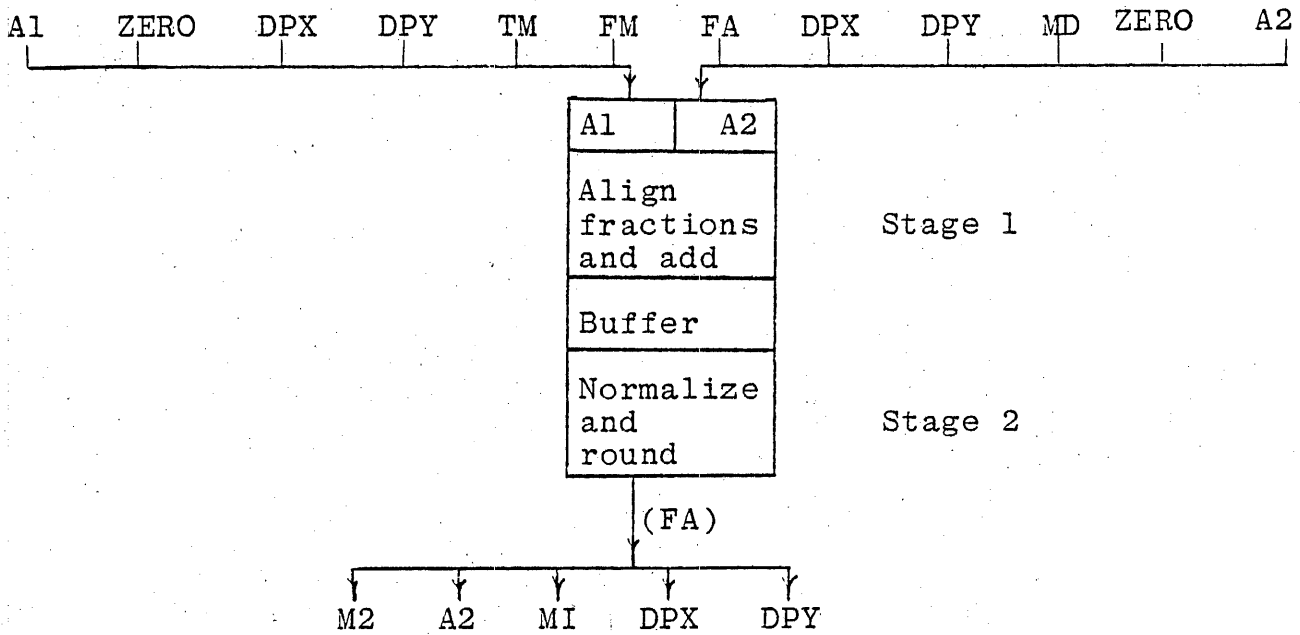 A1 ZERO DPX DPY TM FM FA DPX DPY MD ZERO A2
A1 A2
Align
fractions
and add
Stage 1
Buffer
Normalize
and
round
Stage 2
(FA)
M2 A2 MI DPX DPY